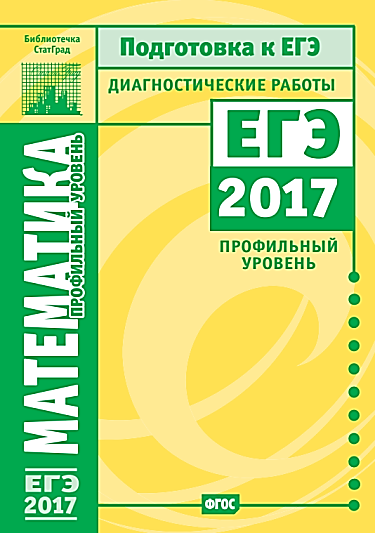 Библиотечка
СтатГрад
Подготовка к ЕГЭ
ДИАГНОСТИЧЕСКИЕ РАБОТЫ
ЕГЭ
2017
ПРОФИЛЬНЫЙ
УРОВЕНЬ
МАТЕМАТИКА
ПРОФИЛЬНЫЙ УРОВЕНЬ
ЕГЭ
2017
ФГОС